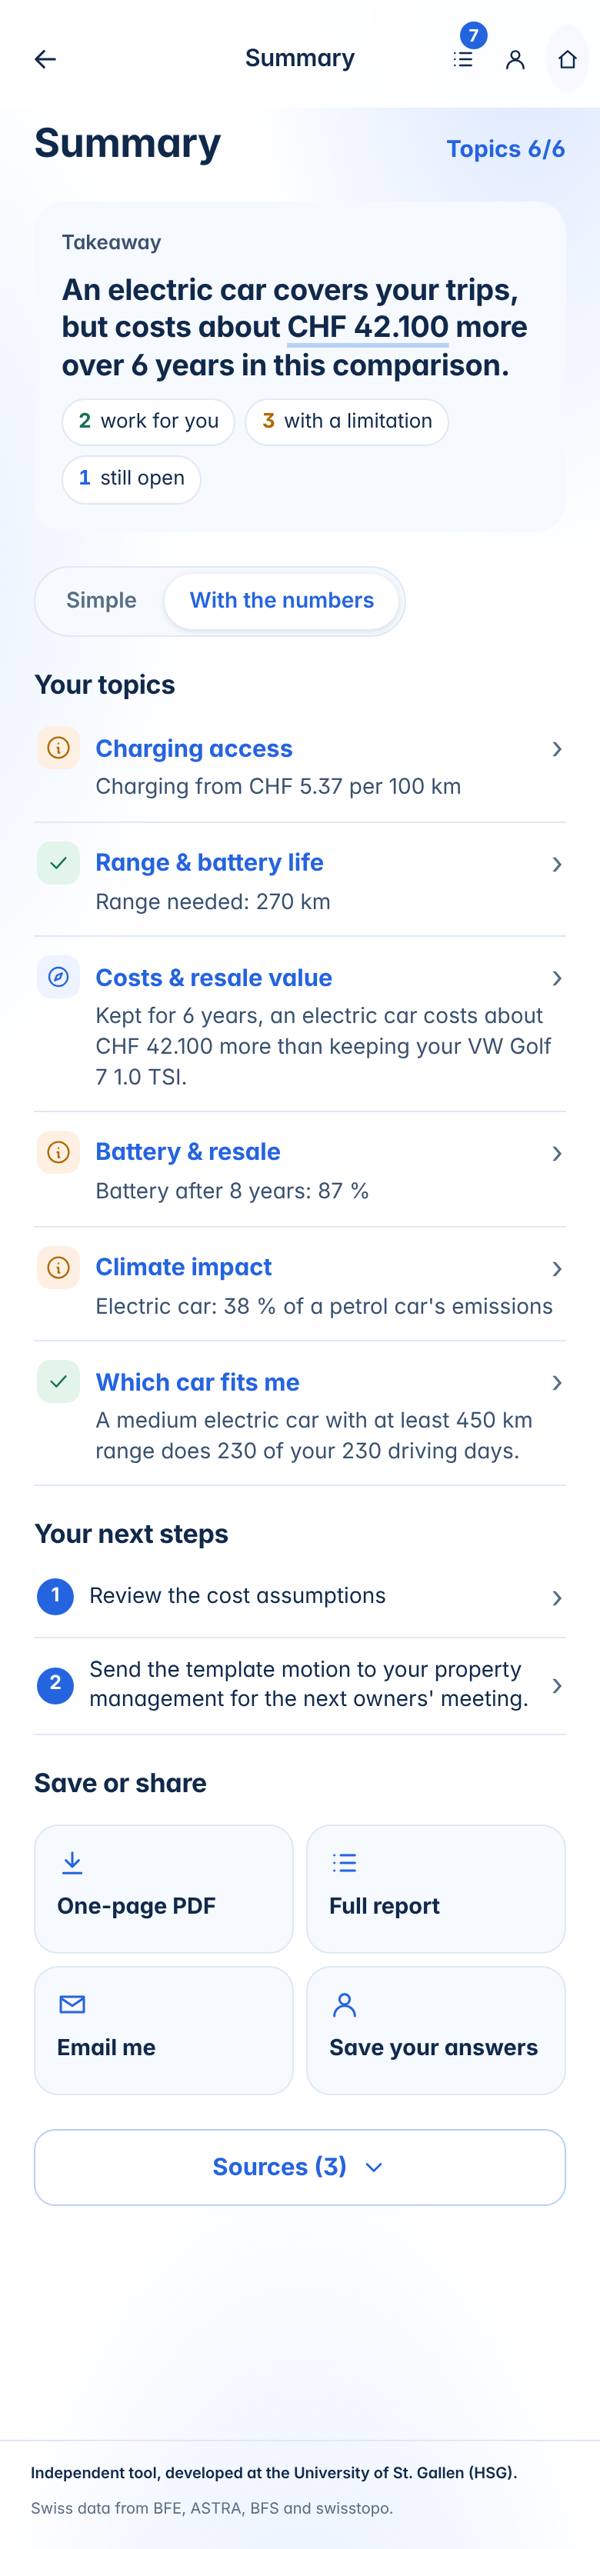 7
Summary
Summary
Topics 6/6
Takeaway
An electric car covers your trips,
but costs about CHF 42.100 more
over 6 years in this comparison.
2 work for you
3 with a limitation
1 still open
Simple
With the numbers
Your topics
Charging access
Charging from CHF 5.37 per 100 km
Range & battery life
Range needed: 270 km
Costs & resale value
Kept for 6 years, an electric car costs about
CHF 42.100 more than keeping your VW Golf
7 1.0 TSI.
Battery & resale
Battery after 8 years: 87 %
Climate impact
Electric car: 38 % of a petrol car's emissions
Which car fits me
A medium electric car with at least 450 km
range does 230 of your 230 driving days.
Your next steps
1 Review the cost assumptions
2 Send the template motion to your property
management for the next owners' meeting.
Save or share
One-page PDF
Full report
Email me
Save your answers
Sources (3)
Independent tool, developed at the University of St. Gallen (HSG).
Swiss data from BFE, ASTRA, BFS and swisstopo.